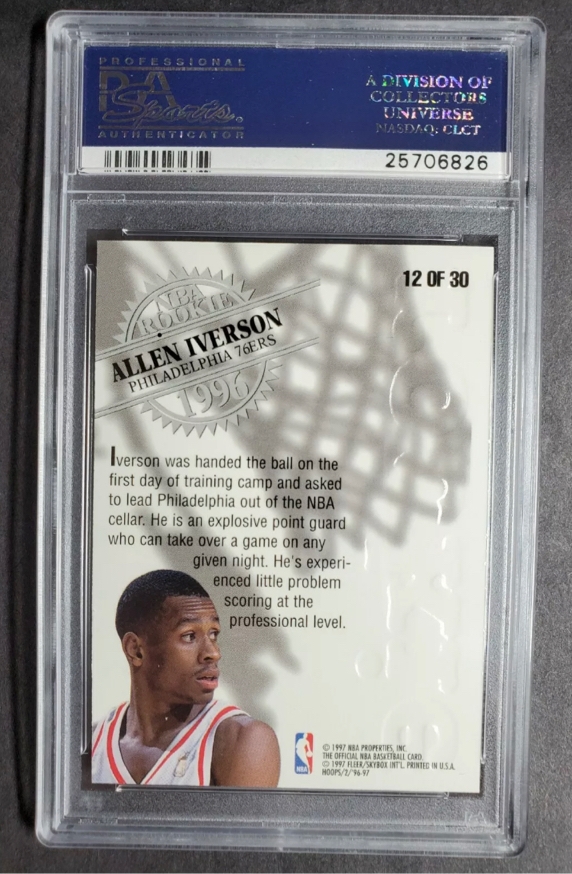 PROFESSIONAL
PSA
Sports.
AUTHENTICATOR
A DIVISION OF
COLLECTORS
UNIVERSE
NASDAQ: CLCT
25706826
12 OF 30
NBA
ROOKIE
ALLEN IVERSON
PHILADELPHIA 76ERS
1996
Iverson was handed the ball on the
first day of training camp and asked
to lead Philadelphia out of the NBA
cellar. He is an explosive point guard
who can take over a game on any
given night. He's experi-
enced little problem
scoring at the
professional level.
NBA
© 1997 NBA PROPERTIES, INC.
THE OFFICIAL NBA BASKETBALL CARD.
© 1997 FLEER/SKYBOX INT'L. PRINTED IN U.S.A.
HOOPS/2/'96-97